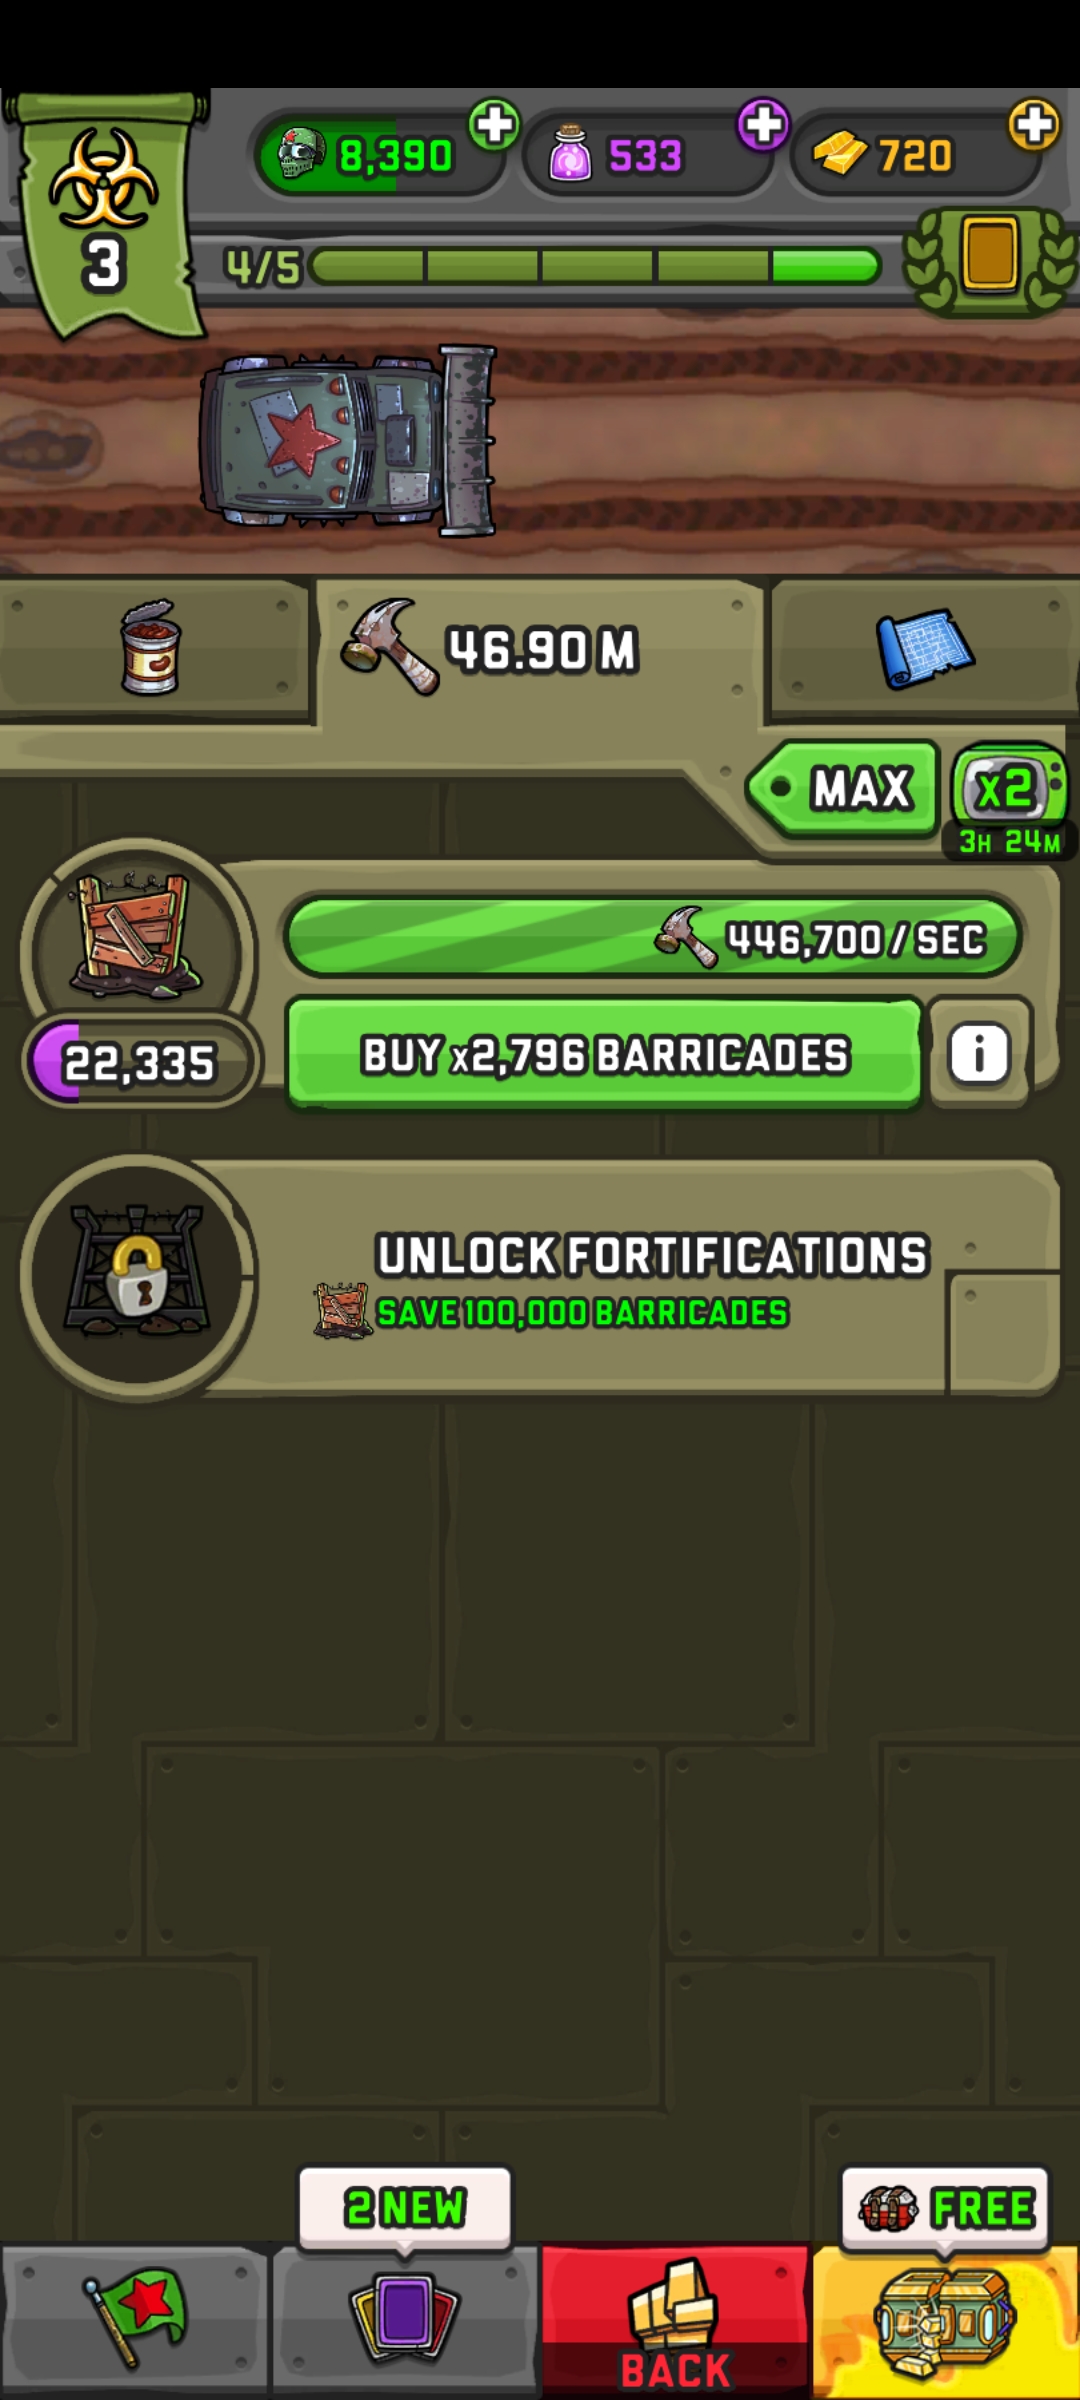 8,390
533
720
3
4/5
46.90 M
MAX
x2
3H 24M
446,700 / SEC
22,335
BUY x2,796 BARRICADES
i
UNLOCK FORTIFICATIONS
SAVE 100,000 BARRICADES
2 NEW
FREE
BACK